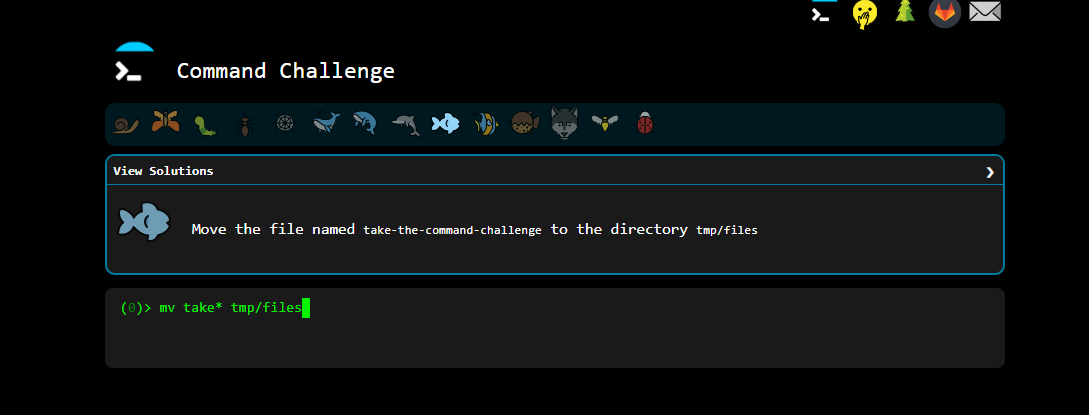 Command Challenge
View Solutions
Move the file named take-the-command-challenge to the directory tmp/files
(0)> mv take* tmp/files